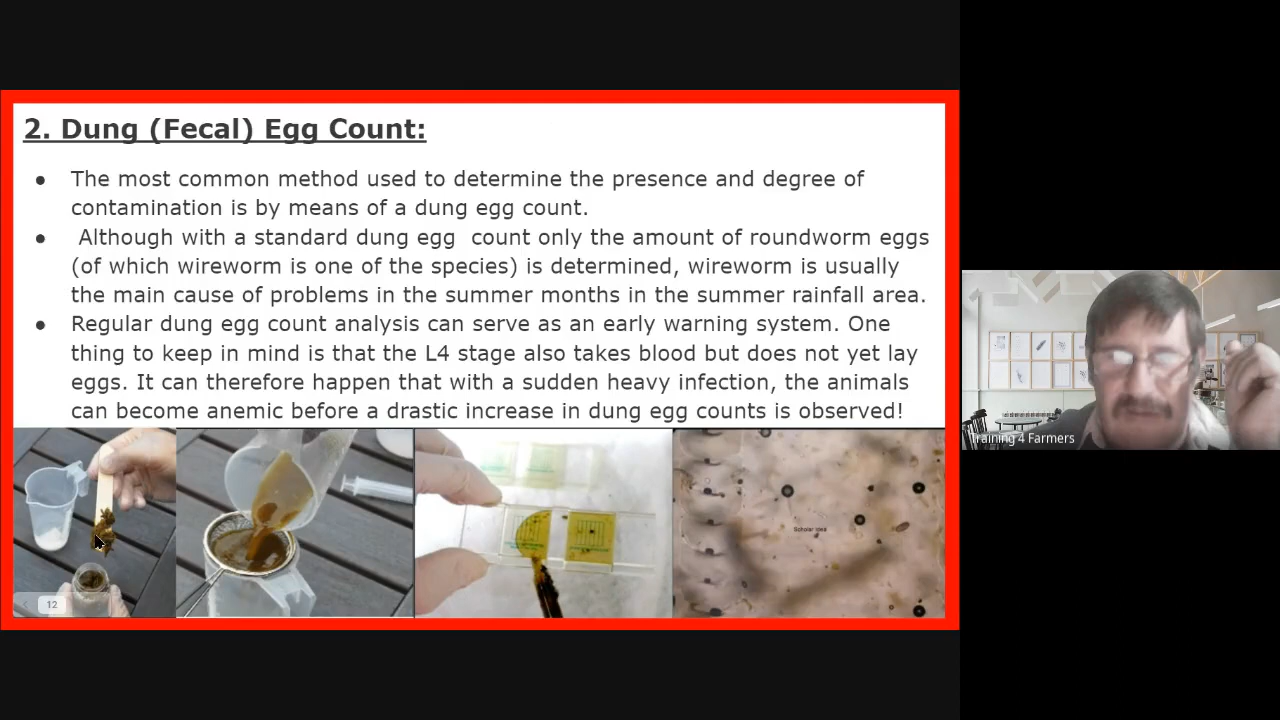 2. Dung (Fecal) Egg Count:
● The most common method used to determine the presence and degree of
contamination is by means of a dung egg count.
● Although with a standard dung egg count only the amount of roundworm eggs
(of which wireworm is one of the species) is determined, wireworm is usually
the main cause of problems in the summer months in the summer rainfall area.
● Regular dung egg count analysis can serve as an early warning system. One
thing to keep in mind is that the L4 stage also takes blood but does not yet lay
eggs. It can therefore happen that with a sudden heavy infection, the animals
can become anemic before a drastic increase in dung egg counts is observed!
Scholar Idea
12
Training 4 Farmers